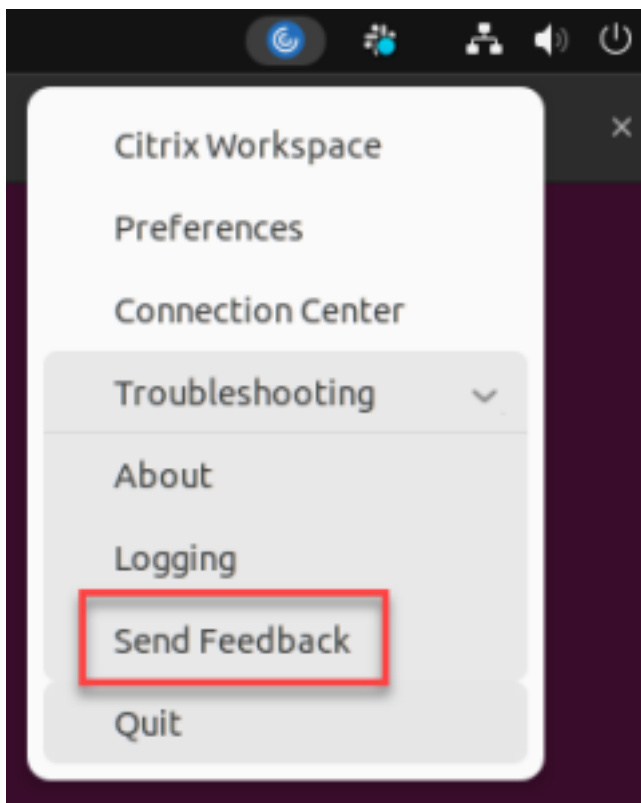 Citrix Workspace
Preferences
Connection Center
Troubleshooting
About
Logging
Send Feedback
Quit